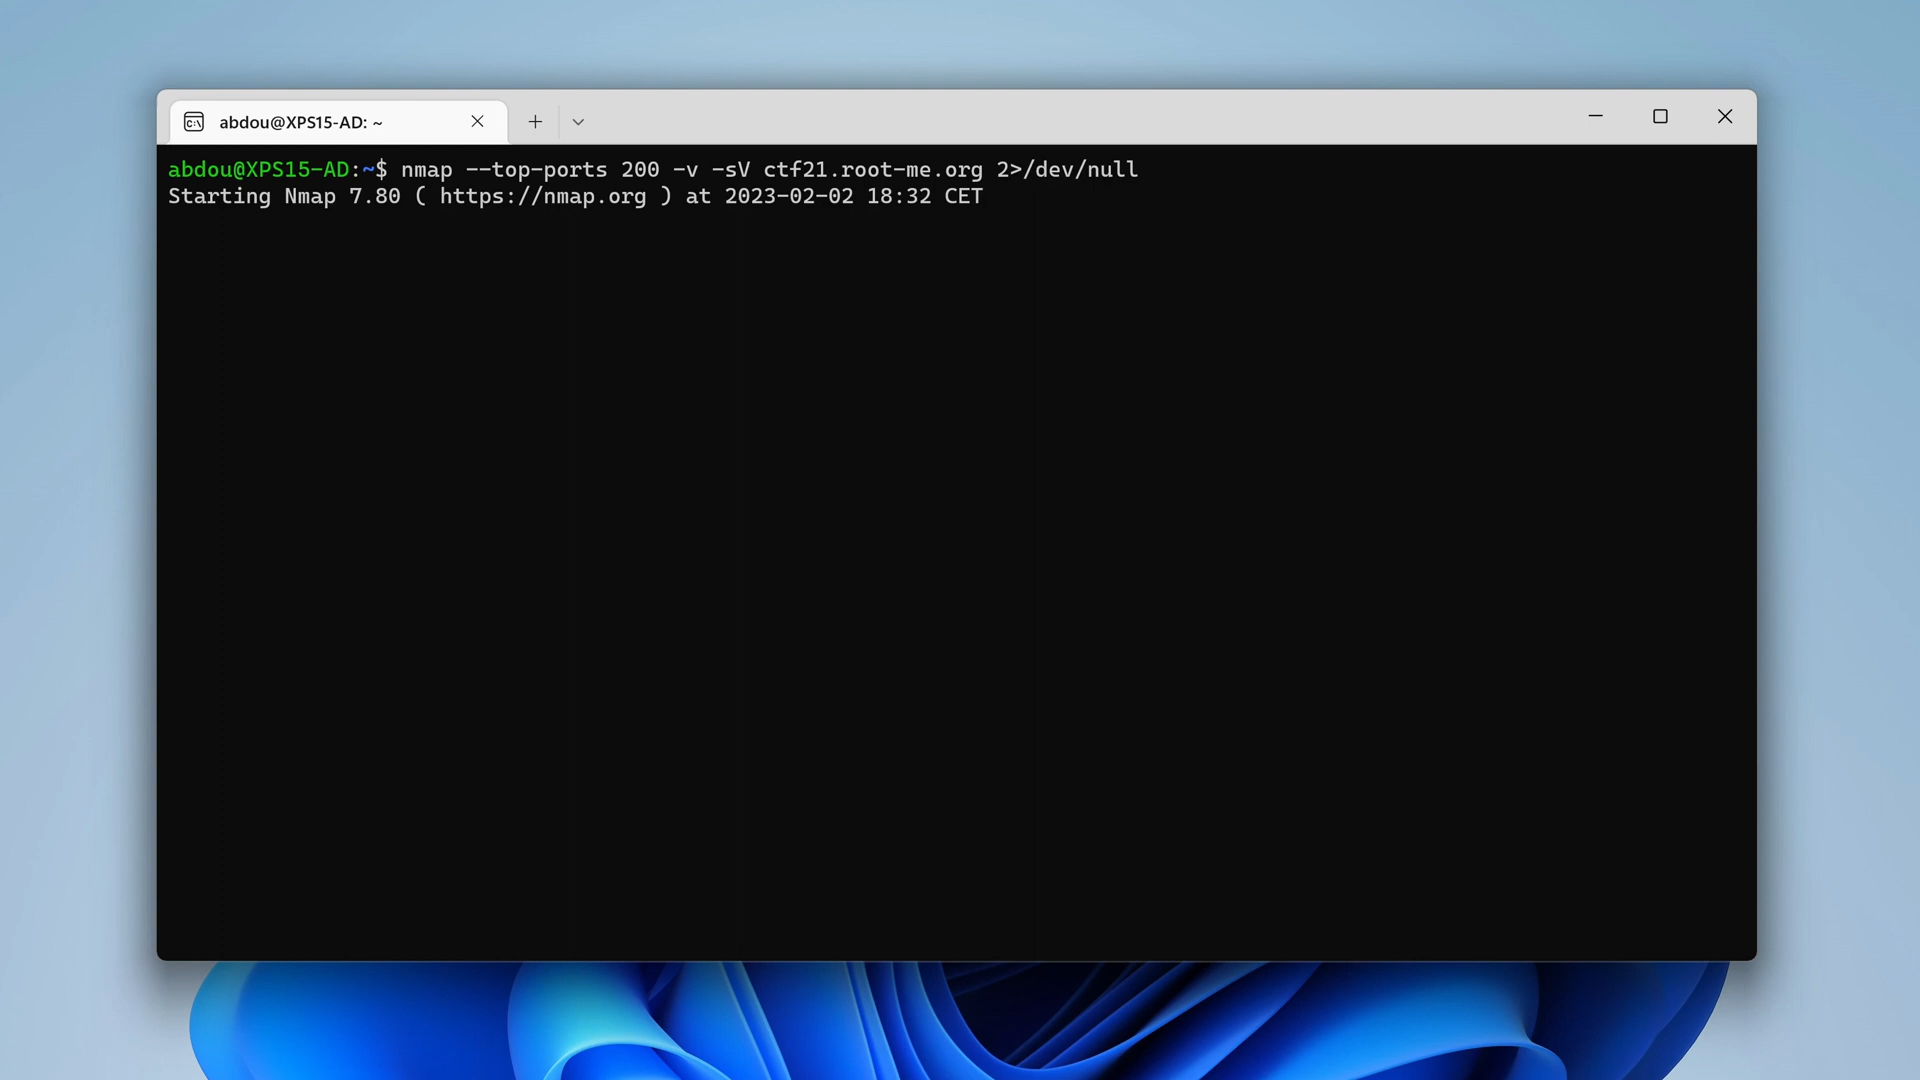 abdou@XPS15-AD: ~
abdou@XPS15-AD:~$ nmap --top-ports 200 -v -sV ctf21.root-me.org 2>/dev/null
Starting Nmap 7.80 ( https://nmap.org ) at 2023-02-02 18:32 CET